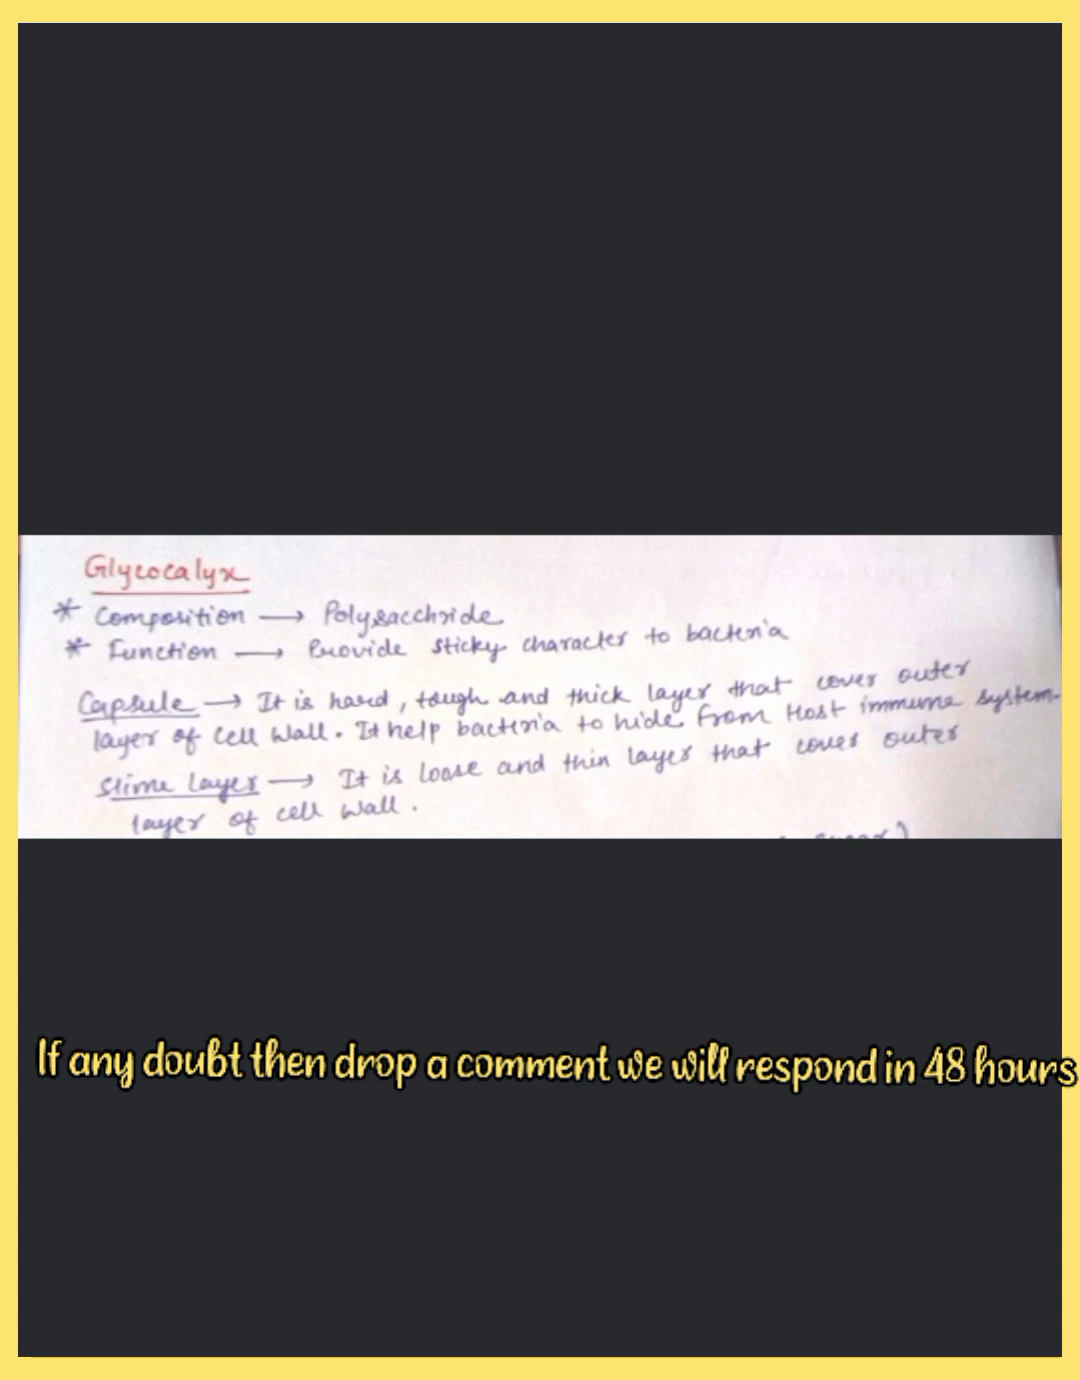 Glycocalyx
* Composition → Polysacchride
* Function → Provide sticky character to bacteria
Capsule → It is hard, tough and thick layer that cover outer
layer of cell wall. It help bacteria to hide from Host immune system.
Slime layer → It is loose and thin layer that cover outer
layer of cell wall.
If any doubt then drop a comment we will respond in 48 hours